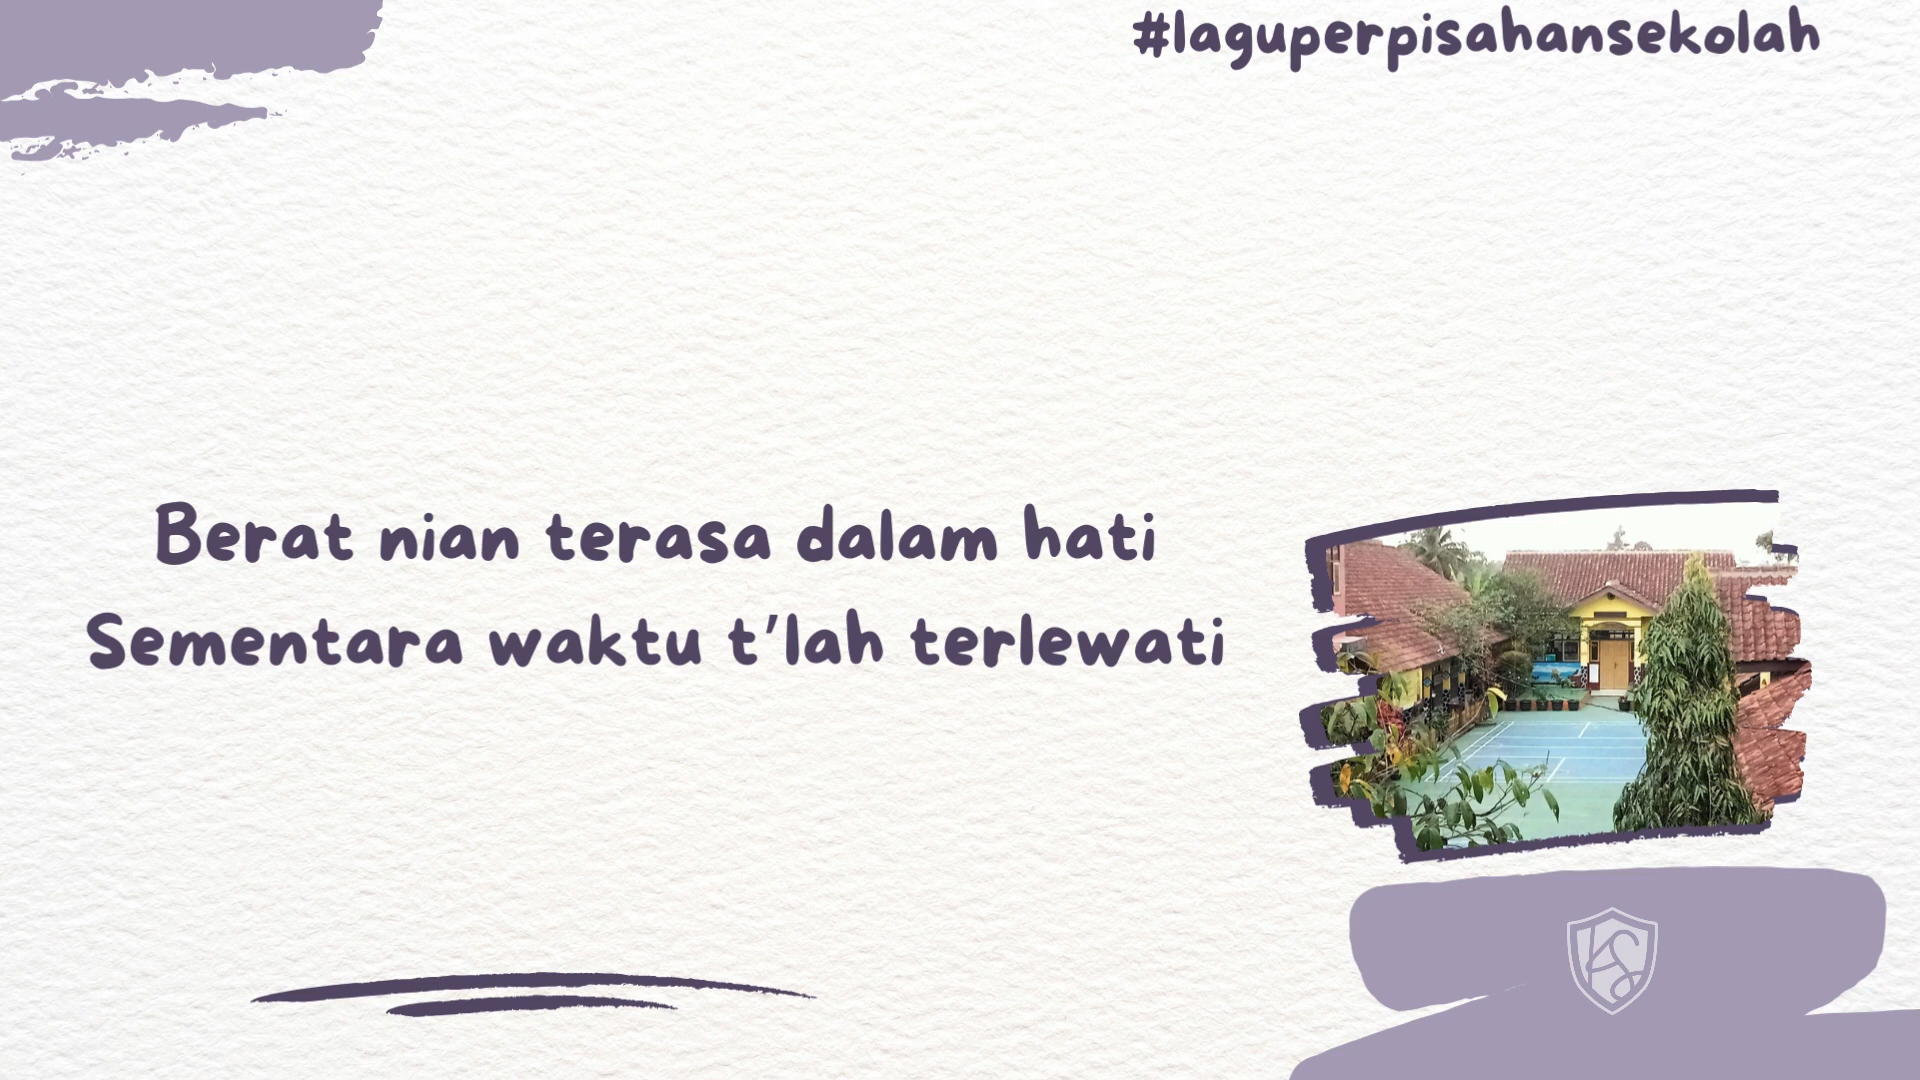 #laguperpisahansekolah
Berat nian terasa dalam hati
Sementara waktu t'lah terlewati